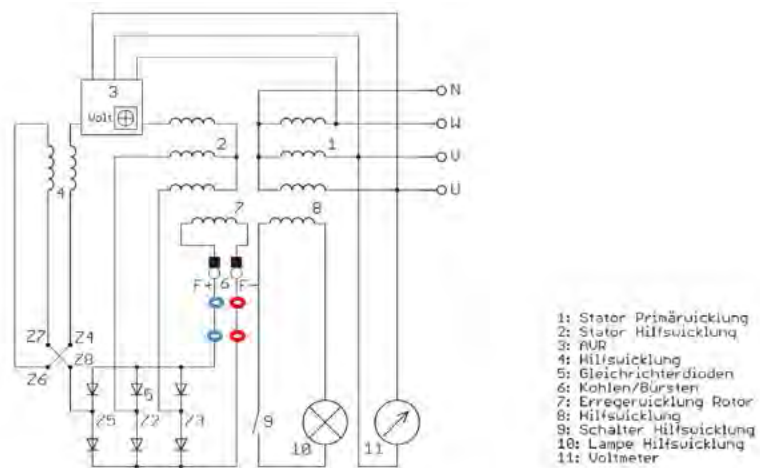 3
Volt
N
2
1
W
V
U
4
7
8
F+
6
F-
Z7
Z4
Z8
Z6
5
Z5
Z2
Z3
9
10
11
1: Stator Primärwicklung
2: Stator Hilfswicklung
3: AVR
4: Hilfswicklung
5: Gleichrichterdioden
6: Kohlen/Bürsten
7: Erregerwicklung Rotor
8: Hilfswicklung
9: Schalter Hilfswicklung
10: Lampe Hilfswicklung
11: Voltmeter